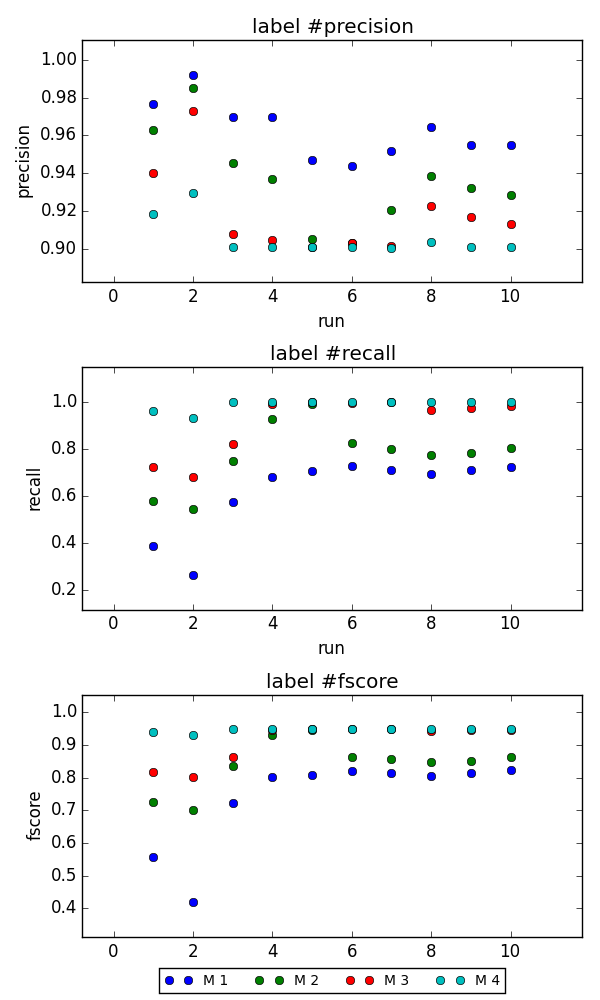 label #precision
1.00
0.98
0.96
0.94
0.92
0.90
precision
0 2 4 6 8 10
run
label #recall
1.0
0.8
0.6
0.4
0.2
recall
0 2 4 6 8 10
run
label #fscore
1.0
0.9
0.8
0.7
0.6
0.5
0.4
fscore
0 2 4 6 8 10
M 1 M 2 M 3 M 4